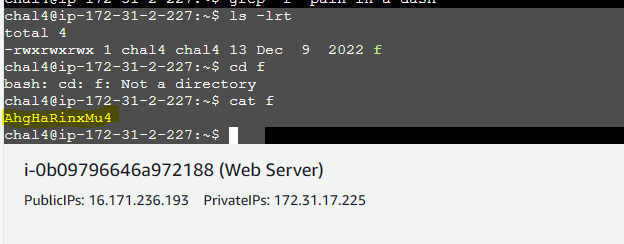 chal4@ip-172-31-2-227:~$ ls -lrt
total 4
-rwxrwxrwx 1 chal4 chal4 13 Dec  9  2022 f
chal4@ip-172-31-2-227:~$ cd f
bash: cd: f: Not a directory
chal4@ip-172-31-2-227:~$ cat f
AhgHaRinxMu4
chal4@ip-172-31-2-227:~$
i-0b09796646a972188 (Web Server)
PublicIPs: 16.171.236.193 PrivateIPs: 172.31.17.225